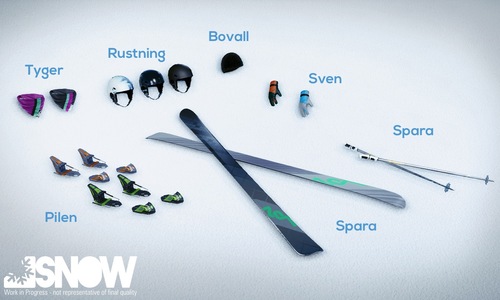 Bovall
Rustning
Tyger
Sven
Spara
Pilen
Spara
SNOW
Work in Progress - not representative of final quality